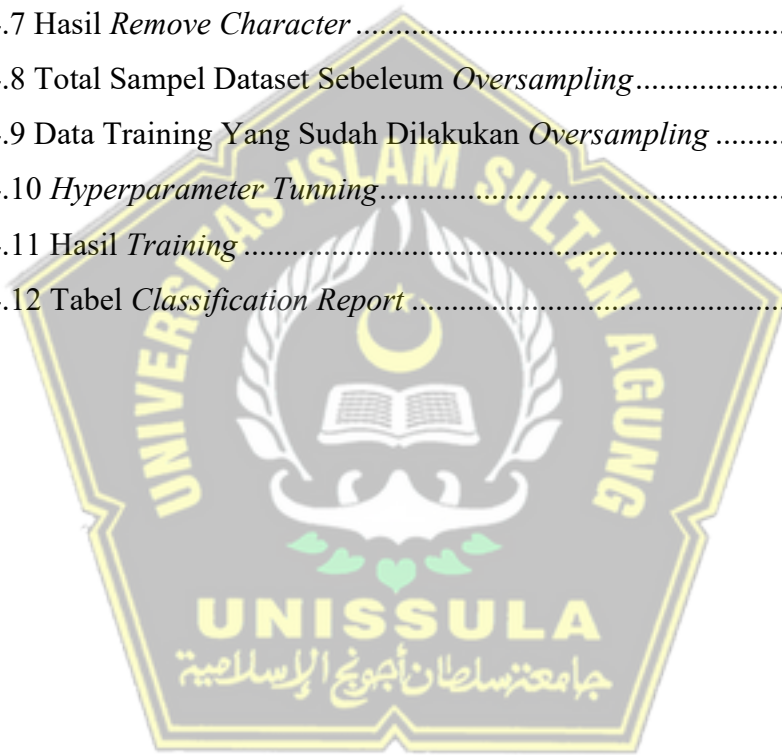 .7 Hasil Remove Character ...............................................................
.8 Total Sampel Dataset Sebeleum Oversampling ....................
.9 Data Training Yang Sudah Dilakukan Oversampling .........
.10 Hyperparameter Tunning ....................................................
.11 Hasil Training .......................................................................
.12 Tabel Classification Report ................................................
UNIVERSITAS ISLAM SULTAN AGUNG
UNISSULA
جامعة سلطان أجونج الإسلامية